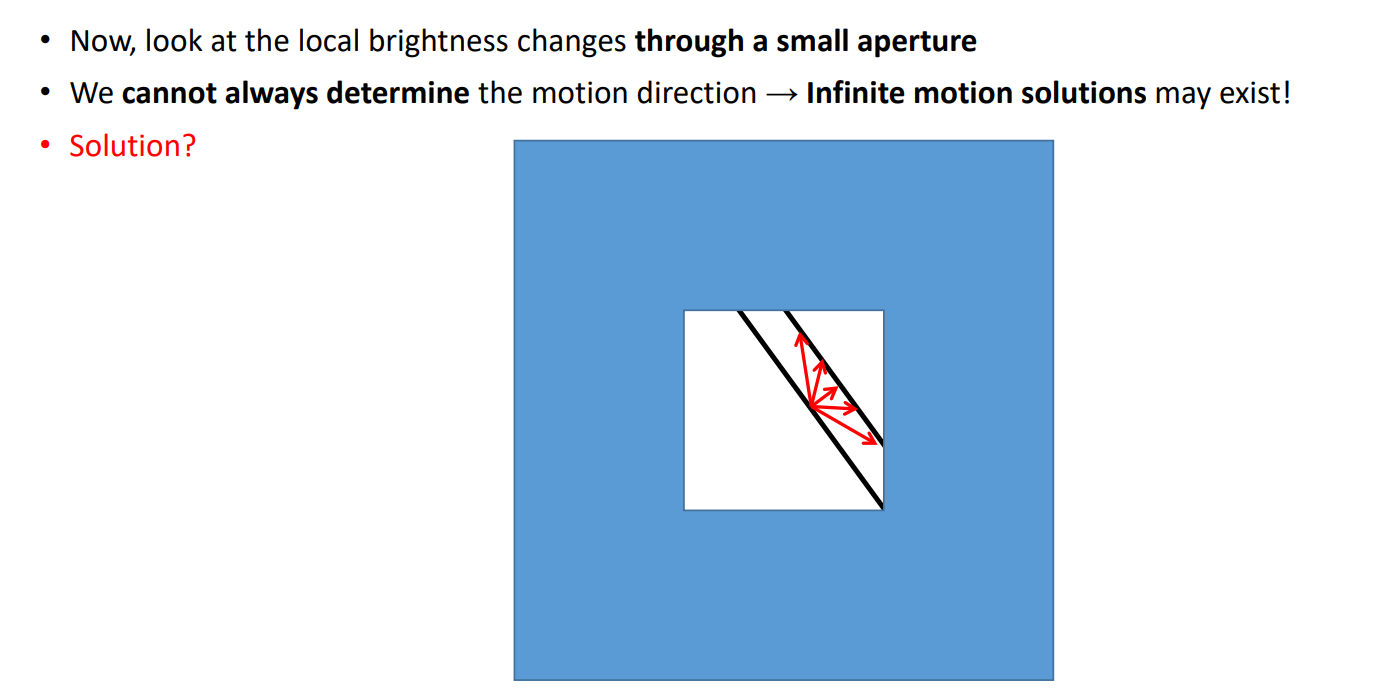 • Now, look at the local brightness changes through a small aperture
• We cannot always determine the motion direction → Infinite motion solutions may exist!
• Solution?